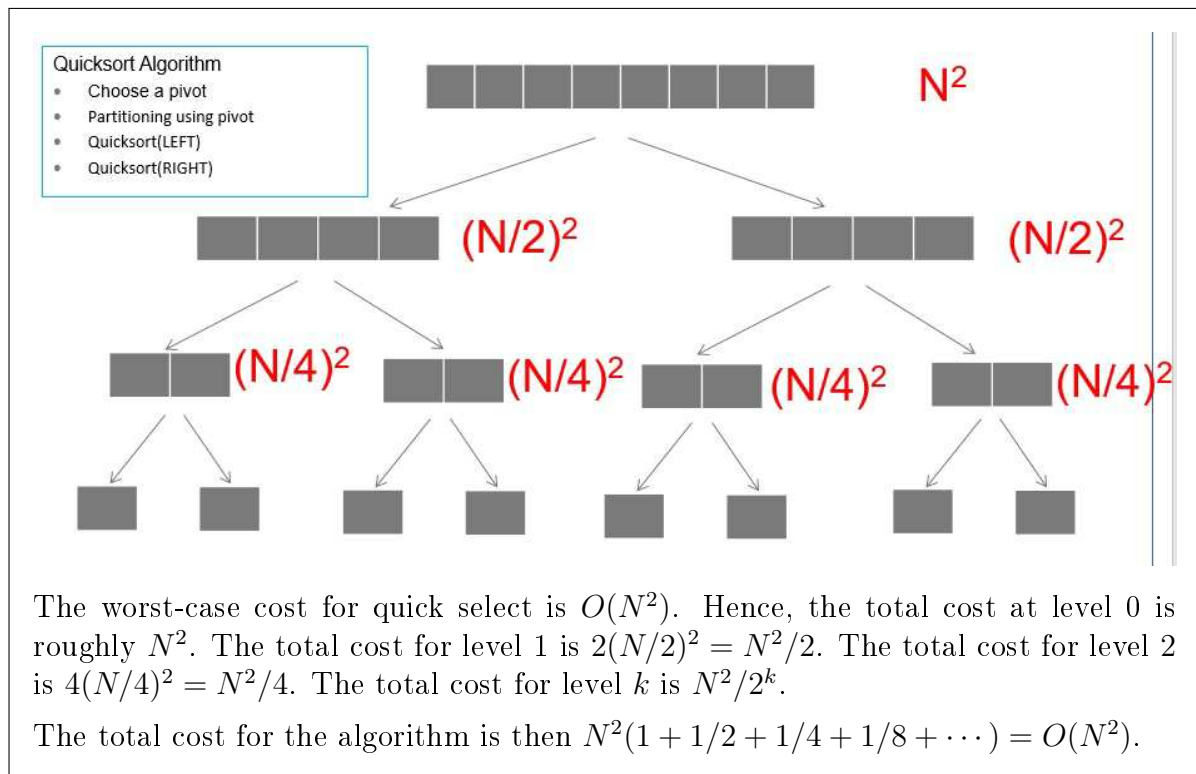 Quicksort Algorithm
• Choose a pivot
• Partitioning using pivot
• Quicksort(LEFT)
• Quicksort(RIGHT)
N²
(N/2)² (N/2)²
(N/4)² (N/4)² (N/4)² (N/4)²
The worst-case cost for quick select is O(N²). Hence, the total cost at level 0 is
roughly N². The total cost for level 1 is 2(N/2)² = N²/2. The total cost for level 2
is 4(N/4)² = N²/4. The total cost for level k is N²/2ᵏ.
The total cost for the algorithm is then N²(1 + 1/2 + 1/4 + 1/8 + ⋯) = O(N²).